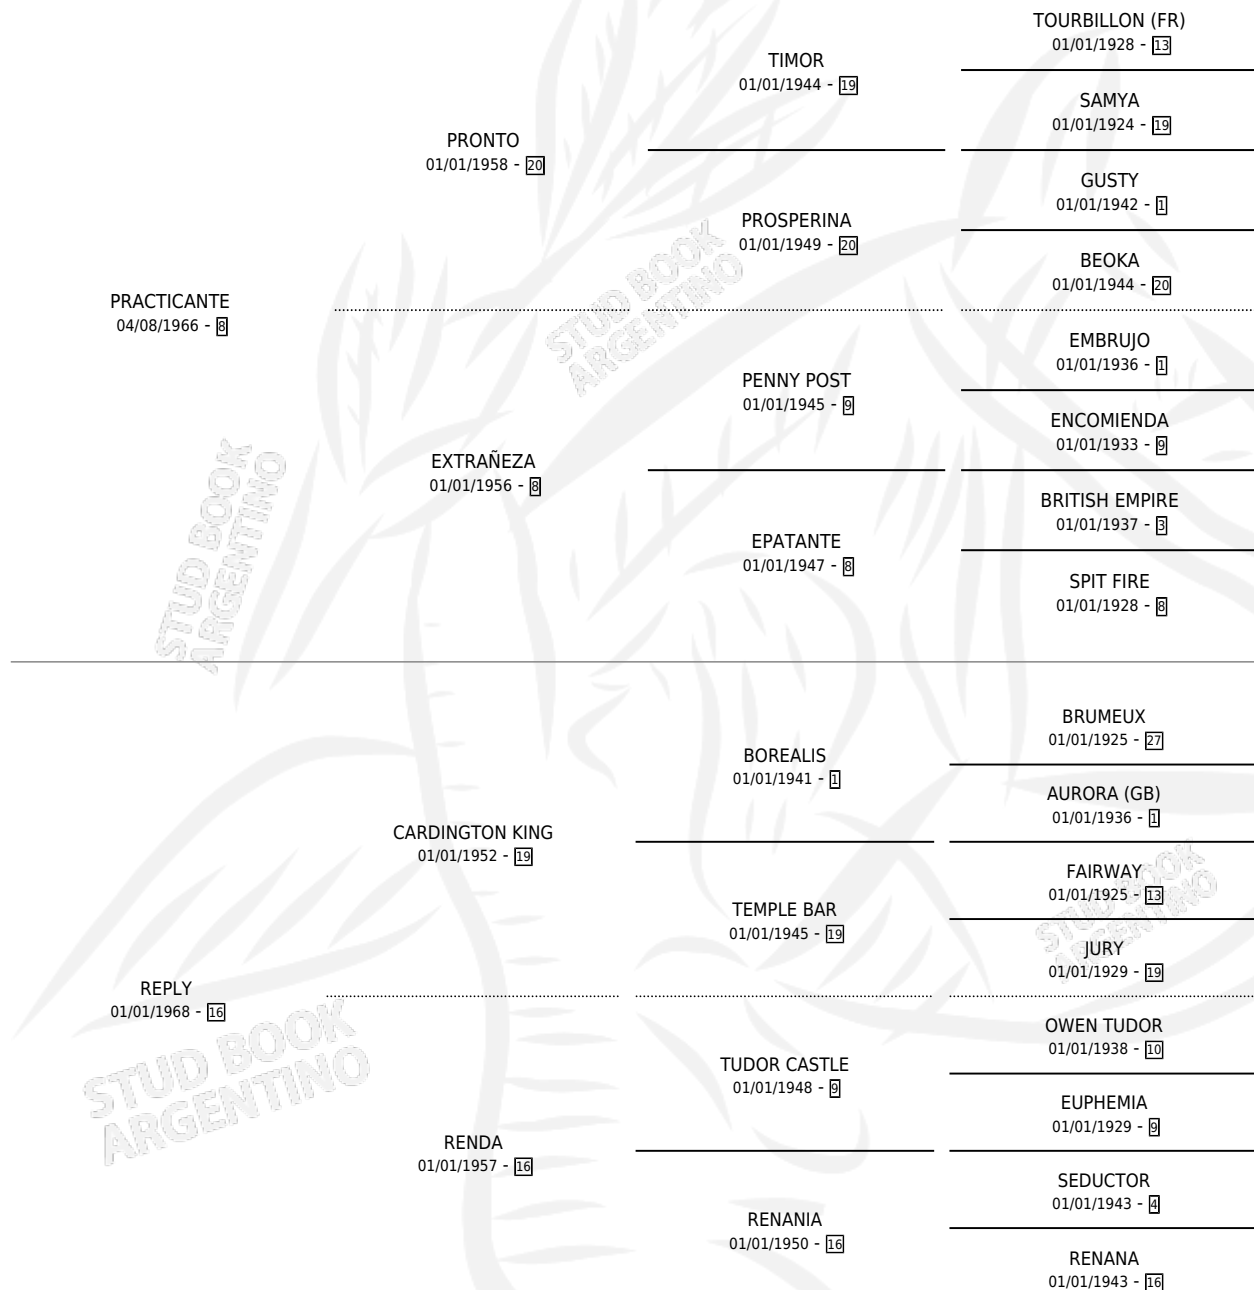 TOURBILLON (FR)
01/01/1928 - 13
TIMOR
01/01/1944 - 19
SAMYA
01/01/1924 - 19
PRONTO
01/01/1958 - 20
GUSTY
01/01/1942 - 1
PROSPERINA
01/01/1949 - 20
BEOKA
01/01/1944 - 20
PRACTICANTE
04/08/1966 - 8
EMBRUJO
01/01/1936 - 1
PENNY POST
01/01/1945 - 9
ENCOMIENDA
01/01/1933 - 9
EXTRAÑEZA
01/01/1956 - 8
BRITISH EMPIRE
01/01/1937 - 3
EPATANTE
01/01/1947 - 8
SPIT FIRE
01/01/1928 - 8
STUD BOOK
ARGENTINO
STUD BOOK
ARGENTINO
BRUMEUX
01/01/1925 - 27
BOREALIS
01/01/1941 - 1
AURORA (GB)
01/01/1936 - 1
CARDINGTON KING
01/01/1952 - 19
FAIRWAY
01/01/1925 - 13
TEMPLE BAR
01/01/1945 - 19
JURY
01/01/1929 - 19
STUD BOOK
ARGENTINO
REPLY
01/01/1968 - 16
OWEN TUDOR
01/01/1938 - 10
TUDOR CASTLE
01/01/1948 - 9
EUPHEMIA
01/01/1929 - 9
STUD BOOK
ARGENTINO
RENDA
01/01/1957 - 16
SEDUCTOR
01/01/1943 - 4
RENANIA
01/01/1950 - 16
RENANA
01/01/1943 - 16